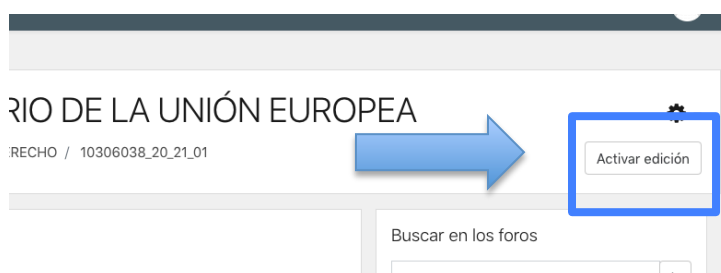 RIO DE LA UNIÓN EUROPEA
RECHO / 10306038_20_21_01
Activar edición
Buscar en los foros